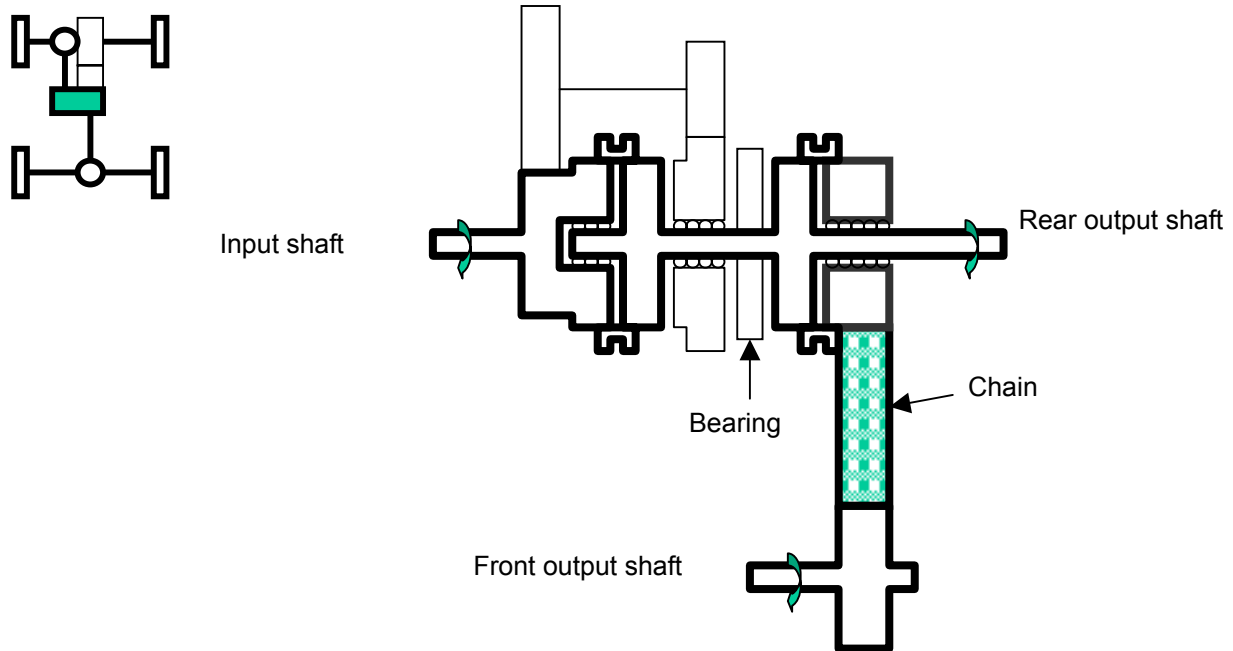 Input shaft
Rear output shaft
Chain
Bearing
Front output shaft